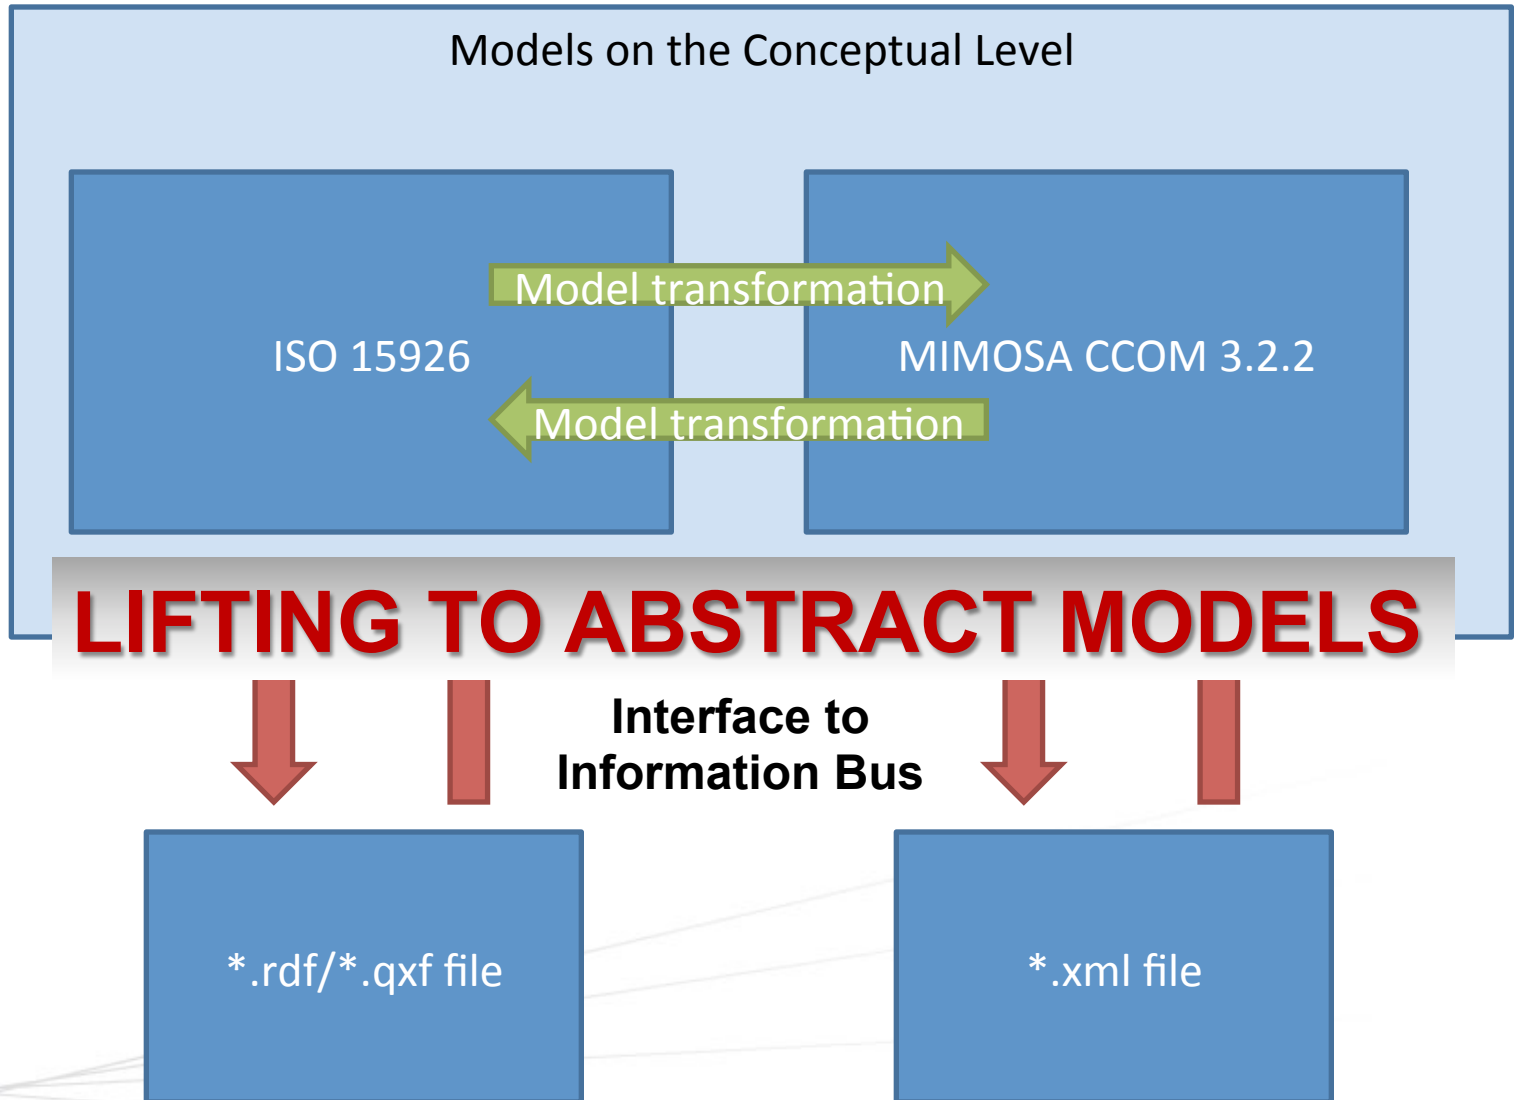 Models on the Conceptual Level
Model transformation
ISO 15926
MIMOSA CCOM 3.2.2
Model transformation
LIFTING TO ABSTRACT MODELS
Interface to
Information Bus
*.rdf/*.qxf file
*.xml file